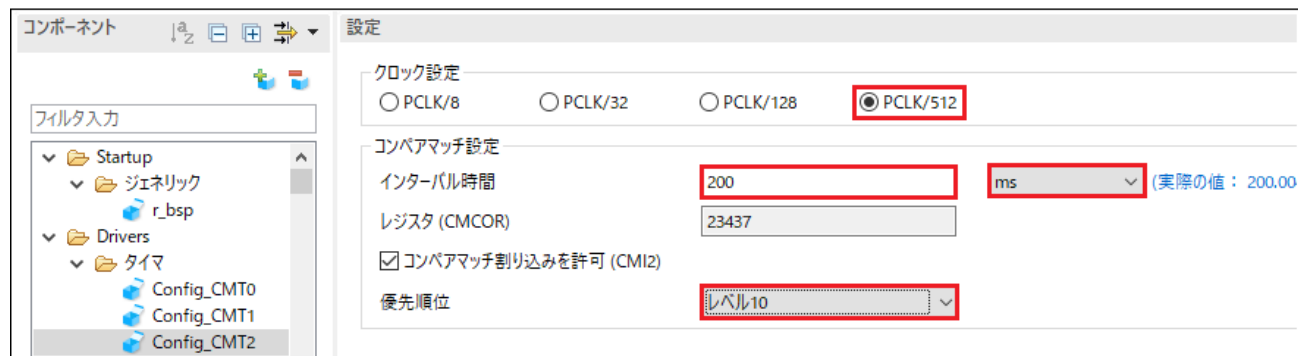 コンポーネント
設定
クロック設定
PCLK/8 PCLK/32 PCLK/128 PCLK/512
フィルタ入力
コンペアマッチ設定
Startup
ジェネリック
インターバル時間 200 ms (実際の値： 200.00
r_bsp
レジスタ (CMCOR) 23437
Drivers
タイマ
コンペアマッチ割り込みを許可 (CMI2)
Config_CMT0
優先順位 レベル10
Config_CMT1
Config_CMT2